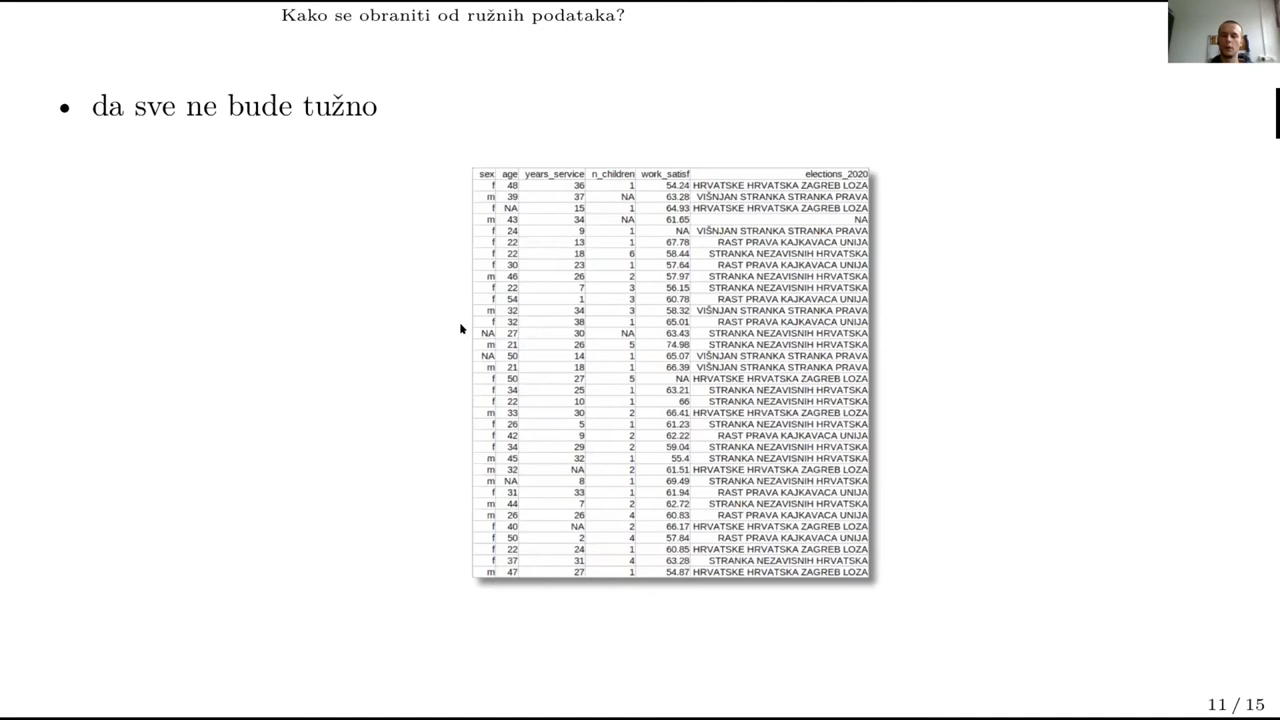 Kako se obraniti od ružnih podataka?
• da sve ne bude tužno
sex age years_service n_children work_satisf elections_2020
f 48 36 1 54.24 HRVATSKE HRVATSKA ZAGREB LOZA
m 39 37 NA 63.28 VIŠNJAN STRANKA STRANKA PRAVA
f NA 15 1 64.93 HRVATSKE HRVATSKA ZAGREB LOZA
m 43 34 NA 61.65 NA
f 24 9 1 NA VIŠNJAN STRANKA STRANKA PRAVA
f 22 13 1 67.78 RAST PRAVA KAJKAVACA UNIJA
f 22 18 6 58.44 STRANKA NEZAVISNIH HRVATSKA
f 30 23 1 57.64 RAST PRAVA KAJKAVACA UNIJA
m 46 26 2 57.97 STRANKA NEZAVISNIH HRVATSKA
f 22 7 3 56.15 STRANKA NEZAVISNIH HRVATSKA
f 54 1 3 60.78 RAST PRAVA KAJKAVACA UNIJA
m 32 34 3 58.32 VIŠNJAN STRANKA STRANKA PRAVA
f 32 38 1 65.01 RAST PRAVA KAJKAVACA UNIJA
NA 27 30 NA 63.43 STRANKA NEZAVISNIH HRVATSKA
m 21 26 5 74.98 STRANKA NEZAVISNIH HRVATSKA
NA 50 14 1 65.07 VIŠNJAN STRANKA STRANKA PRAVA
m 21 18 1 66.39 VIŠNJAN STRANKA STRANKA PRAVA
f 50 27 5 NA HRVATSKE HRVATSKA ZAGREB LOZA
f 34 25 1 63.21 STRANKA NEZAVISNIH HRVATSKA
f 22 10 1 66 STRANKA NEZAVISNIH HRVATSKA
m 33 30 2 66.41 HRVATSKE HRVATSKA ZAGREB LOZA
f 26 5 1 61.23 STRANKA NEZAVISNIH HRVATSKA
f 42 9 2 62.22 RAST PRAVA KAJKAVACA UNIJA
f 34 29 2 59.04 STRANKA NEZAVISNIH HRVATSKA
m 45 32 1 55.4 STRANKA NEZAVISNIH HRVATSKA
m 32 NA 2 61.51 HRVATSKE HRVATSKA ZAGREB LOZA
m NA 8 1 69.49 STRANKA NEZAVISNIH HRVATSKA
f 31 33 1 61.94 RAST PRAVA KAJKAVACA UNIJA
m 44 7 2 62.72 STRANKA NEZAVISNIH HRVATSKA
m 26 26 4 60.83 RAST PRAVA KAJKAVACA UNIJA
f 40 NA 2 66.17 HRVATSKE HRVATSKA ZAGREB LOZA
f 50 2 4 57.84 RAST PRAVA KAJKAVACA UNIJA
f 22 24 1 60.85 HRVATSKE HRVATSKA ZAGREB LOZA
f 37 31 4 63.28 STRANKA NEZAVISNIH HRVATSKA
m 47 27 1 54.87 HRVATSKE HRVATSKA ZAGREB LOZA
11 / 15